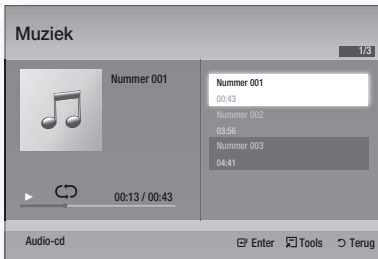 Muziek
1/3
Nummer 001
00:13 / 00:43
Nummer 001
00:43
Nummer 002
03:56
Nummer 003
04:41
Audio-cd
Enter Tools Terug